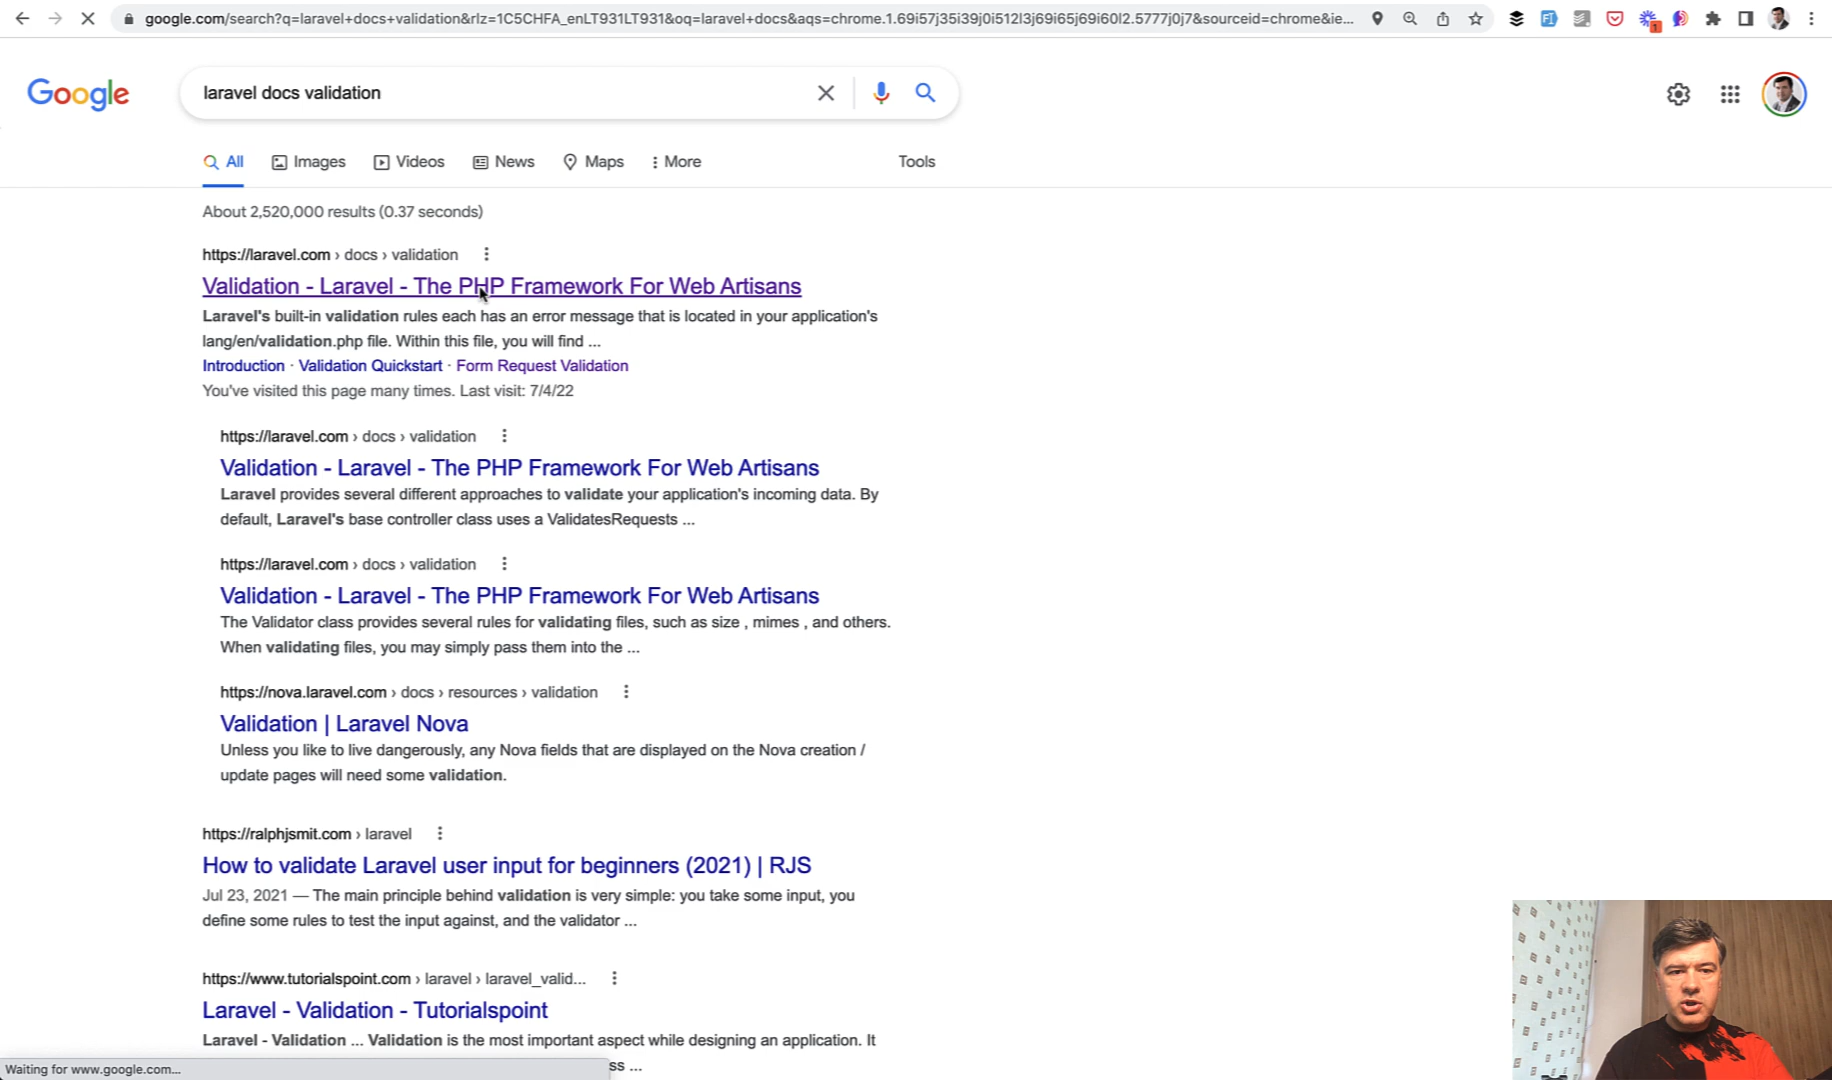 google.com/search?q=laravel+docs+validation&rlz=1C5CHFA_enLT931LT931&oq=laravel+docs&aqs=chrome.1.69i57j35i39j0i512l3j69i65j69i60l2.5777j0j7&sourceid=chrome&ie...
1
Google
laravel docs validation
All Images Videos News Maps More Tools
About 2,520,000 results (0.37 seconds)
https://laravel.com › docs › validation
Validation - Laravel - The PHP Framework For Web Artisans
Laravel's built-in validation rules each has an error message that is located in your application's
lang/en/validation.php file. Within this file, you will find ...
Introduction · Validation Quickstart · Form Request Validation
You've visited this page many times. Last visit: 7/4/22
https://laravel.com › docs › validation
Validation - Laravel - The PHP Framework For Web Artisans
Laravel provides several different approaches to validate your application's incoming data. By
default, Laravel's base controller class uses a ValidatesRequests ...
https://laravel.com › docs › validation
Validation - Laravel - The PHP Framework For Web Artisans
The Validator class provides several rules for validating files, such as size , mimes , and others.
When validating files, you may simply pass them into the ...
https://nova.laravel.com › docs › resources › validation
Validation | Laravel Nova
Unless you like to live dangerously, any Nova fields that are displayed on the Nova creation /
update pages will need some validation.
https://ralphjsmit.com › laravel
How to validate Laravel user input for beginners (2021) | RJS
Jul 23, 2021 — The main principle behind validation is very simple: you take some input, you
define some rules to test the input against, and the validator ...
https://www.tutorialspoint.com › laravel › laravel_valid...
Laravel - Validation - Tutorialspoint
Laravel - Validation ... Validation is the most important aspect while designing an application. It
ss ...
Waiting for www.google.com...